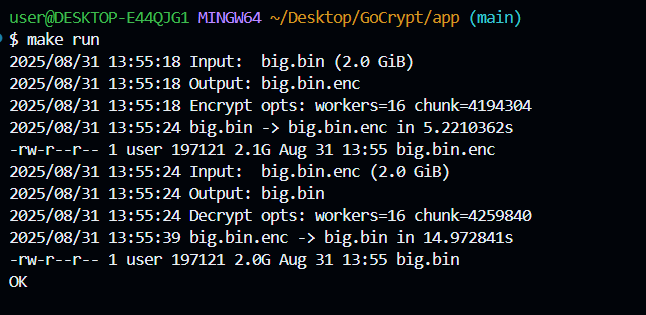 user@DESKTOP-E44QJG1 MINGW64 ~/Desktop/GoCrypt/app (main)
$ make run
2025/08/31 13:55:18 Input:  big.bin (2.0 GiB)
2025/08/31 13:55:18 Output: big.bin.enc
2025/08/31 13:55:18 Encrypt opts: workers=16 chunk=4194304
2025/08/31 13:55:24 big.bin -> big.bin.enc in 5.2210362s
-rw-r--r-- 1 user 197121 2.1G Aug 31 13:55 big.bin.enc
2025/08/31 13:55:24 Input:  big.bin.enc (2.0 GiB)
2025/08/31 13:55:24 Output: big.bin
2025/08/31 13:55:24 Decrypt opts: workers=16 chunk=4259840
2025/08/31 13:55:39 big.bin.enc -> big.bin in 14.972841s
-rw-r--r-- 1 user 197121 2.0G Aug 31 13:55 big.bin
OK